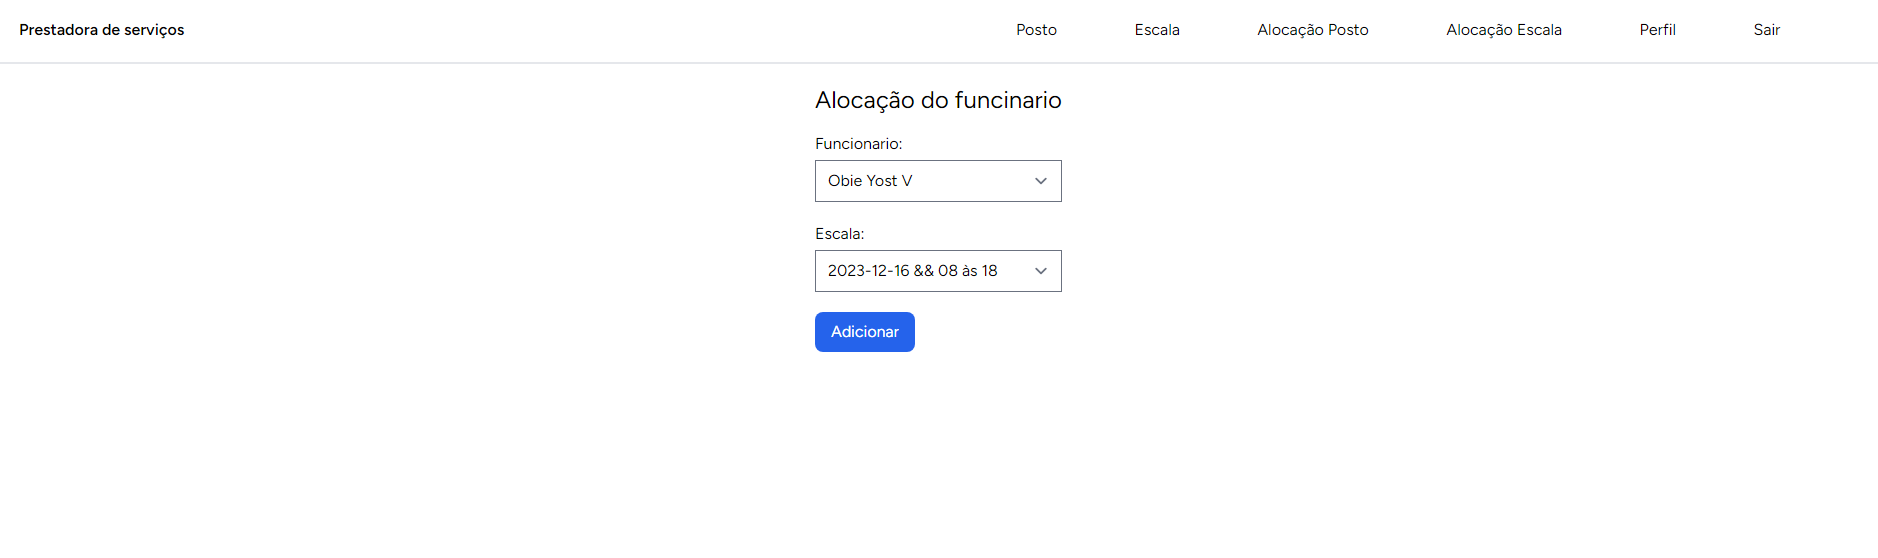 Prestadora de serviços
Posto
Escala
Alocação Posto
Alocação Escala
Perfil
Sair
Alocação do funcinario
Funcionario:
Obie Yost V
Escala:
2023-12-16 && 08 às 18
Adicionar